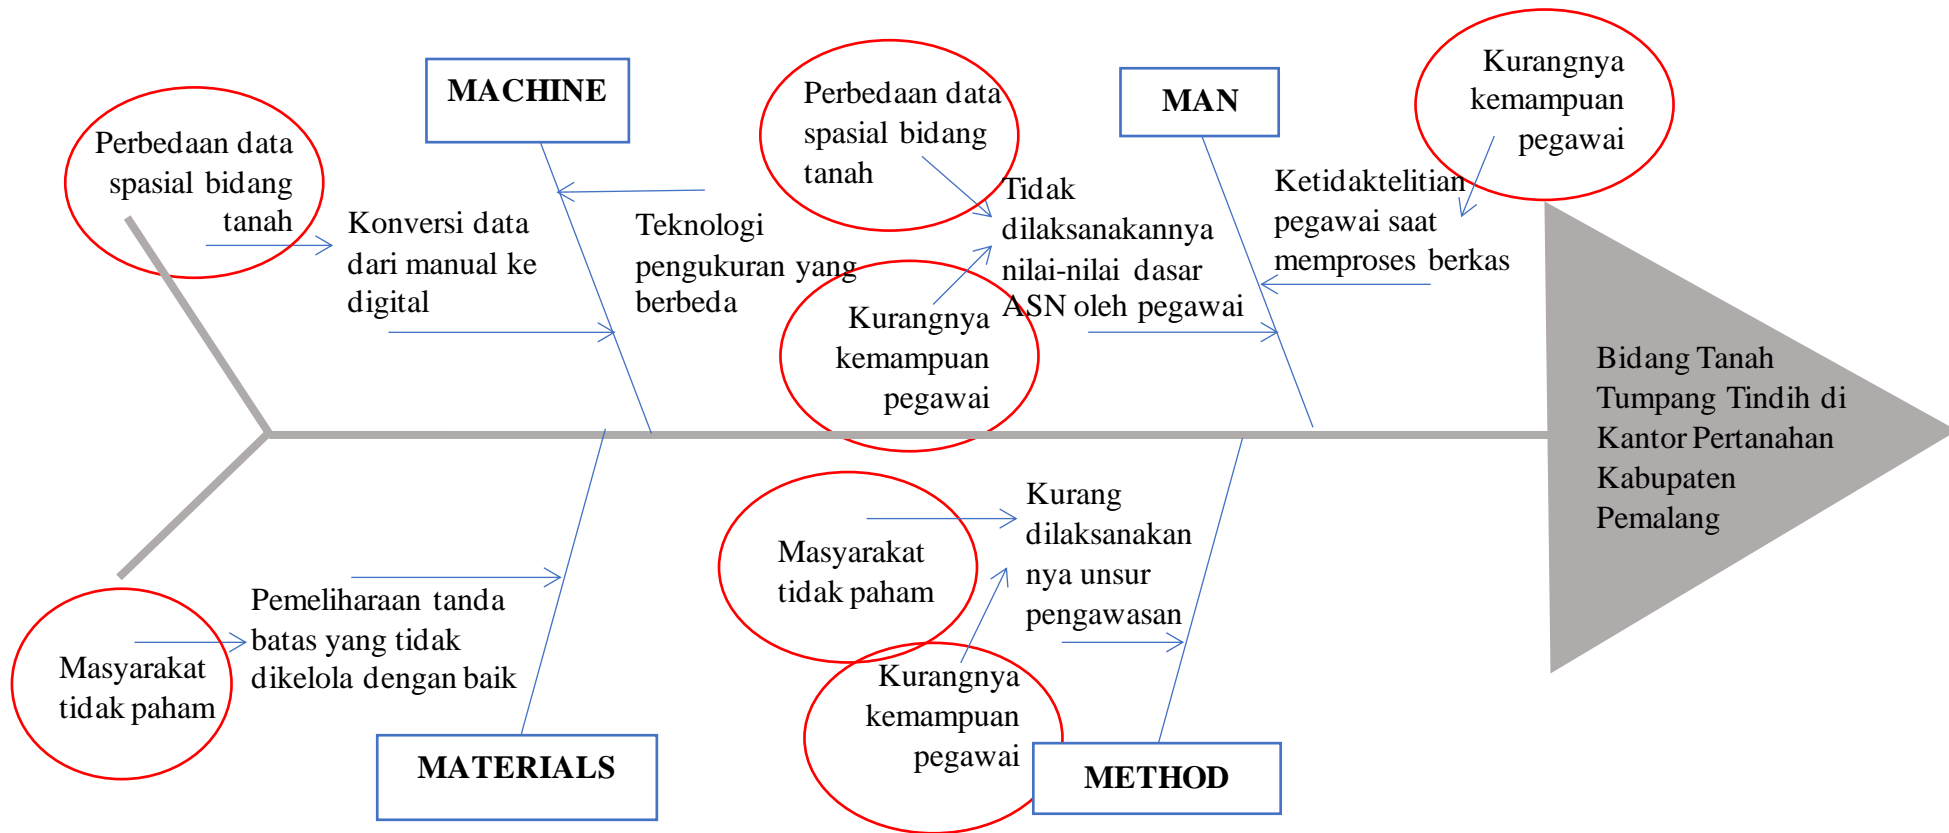 MACHINE
Perbedaan data
spasial bidang
tanah
Konversi data
dari manual ke
digital
Teknologi
pengukuran yang
berbeda
Perbedaan data
spasial bidang
tanah
MAN
Kurangnya
kemampuan
pegawai
Tidak
dilaksanakannya
nilai-nilai dasar
ASN oleh pegawai
Ketidaktelitian
pegawai saat
memproses berkas
Kurangnya
kemampuan
pegawai
Bidang Tanah
Tumpang Tindih di
Kantor Pertanahan
Kabupaten
Pemalang
Masyarakat
tidak paham
Pemeliharaan tanda
batas yang tidak
dikelola dengan baik
MATERIALS
Masyarakat
tidak paham
Kurang
dilaksanakan
nya unsur
pengawasan
Kurangnya
kemampuan
pegawai
METHOD